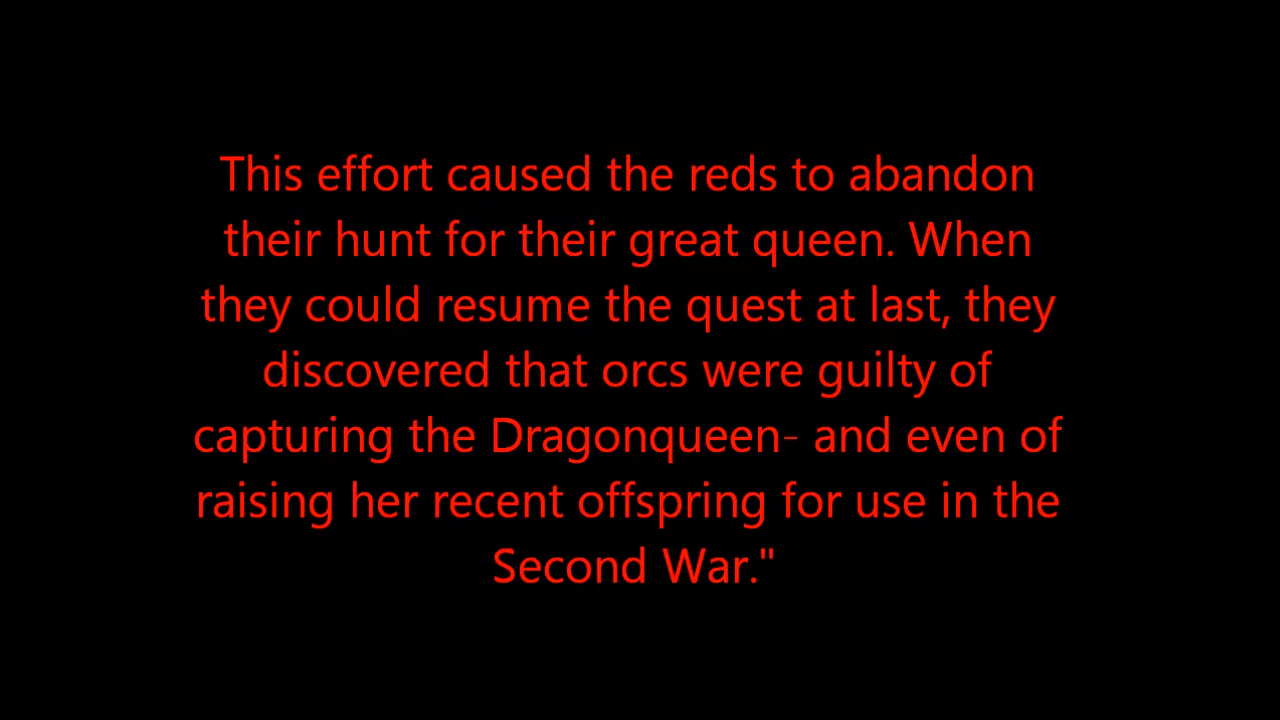 This effort caused the reds to abandon
their hunt for their great queen. When
they could resume the quest at last, they
discovered that orcs were guilty of
capturing the Dragonqueen- and even of
raising her recent offspring for use in the
Second War."